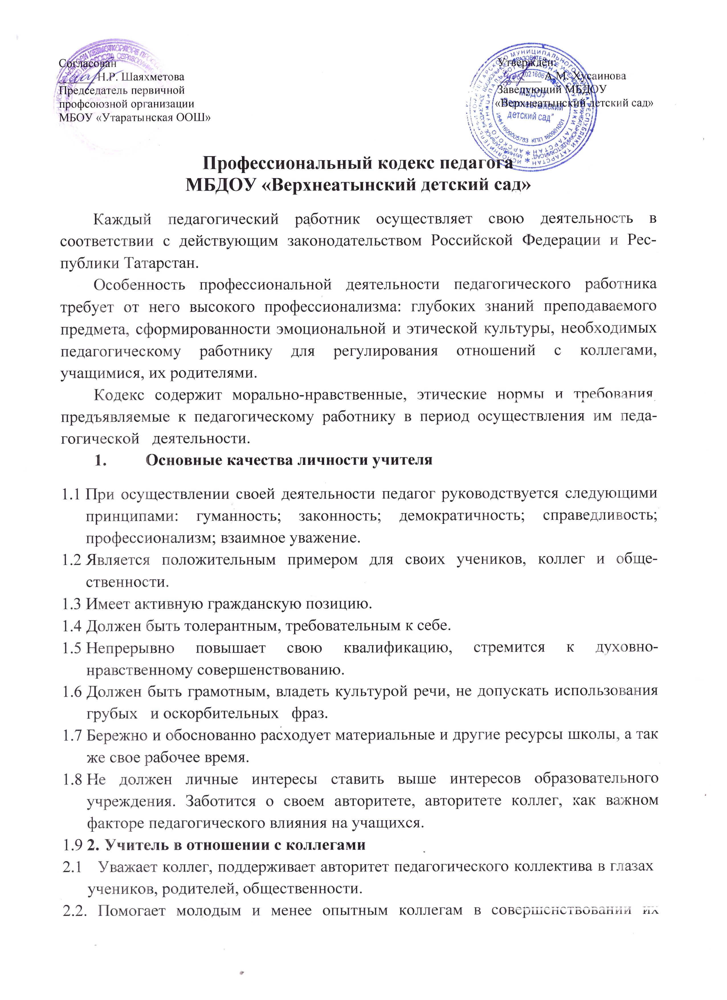 Согласован
Н.Р. Шаяхметова
Председатель первичной
профсоюзной организации
МБОУ «Утаратынская ООШ»
Утверждён:
А.М. Хусаинова
Заведующий МБДОУ
«Верхнеатынский детский сад»
МБДОУ
"Верхнеатынский
детский сад"
ИНН 1609005783 КПП 160901001
Профессиональный кодекс педагога
МБДОУ «Верхнеатынский детский сад»
Каждый педагогический работник осуществляет свою деятельность в
соответствии с действующим законодательством Российской Федерации и Рес-
публики Татарстан.
Особенность профессиональной деятельности педагогического работника
требует от него высокого профессионализма: глубоких знаний преподаваемого
предмета, сформированности эмоциональной и этической культуры, необходимых
педагогическому работнику для регулирования отношений с коллегами,
учащимися, их родителями.
Кодекс содержит морально-нравственные, этические нормы и требования,
предъявляемые к педагогическому работнику в период осуществления им педа-
гогической деятельности.
1. Основные качества личности учителя
1.1 При осуществлении своей деятельности педагог руководствуется следующими
принципами: гуманность; законность; демократичность; справедливость;
профессионализм; взаимное уважение.
1.2 Является положительным примером для своих учеников, коллег и обще-
ственности.
1.3 Имеет активную гражданскую позицию.
1.4 Должен быть толерантным, требовательным к себе.
1.5 Непрерывно повышает свою квалификацию, стремится к духовно-
нравственному совершенствованию.
1.6 Должен быть грамотным, владеть культурой речи, не допускать использования
грубых и оскорбительных фраз.
1.7 Бережно и обоснованно расходует материальные и другие ресурсы школы, а так
же свое рабочее время.
1.8 Не должен личные интересы ставить выше интересов образовательного
учреждения. Заботится о своем авторитете, авторитете коллег, как важном
факторе педагогического влияния на учащихся.
1.9 2. Учитель в отношении с коллегами
2.1 Уважает коллег, поддерживает авторитет педагогического коллектива в глазах
учеников, родителей, общественности.
2.2. Помогает молодым и менее опытным коллегам в совершенствовании их